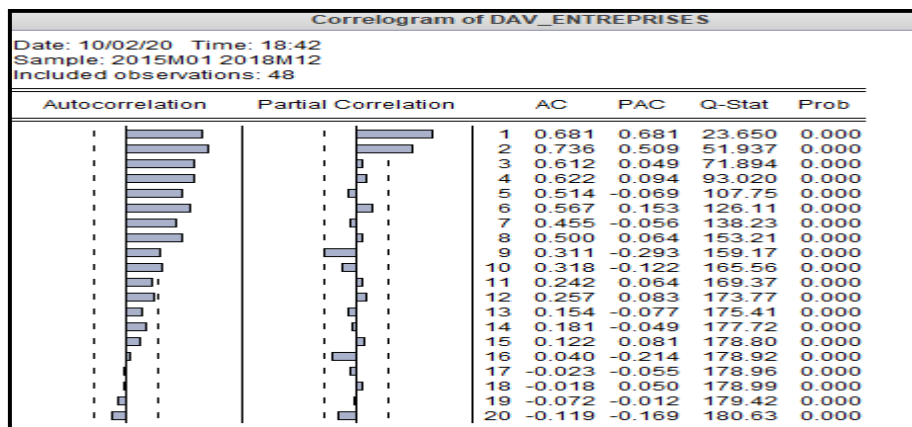 Correlogram of DAV_ENTREPRISES
Date: 10/02/20 Time: 18:42
Sample: 2015M01 2018M12
Included observations: 48
Autocorrelation Partial Correlation AC PAC Q-Stat Prob
1 0.681 0.681 23.650 0.000
2 0.736 0.509 51.937 0.000
3 0.612 0.049 71.894 0.000
4 0.622 0.094 93.020 0.000
5 0.514 -0.069 107.75 0.000
6 0.567 0.153 126.11 0.000
7 0.455 -0.056 138.23 0.000
8 0.500 0.064 153.21 0.000
9 0.311 -0.293 159.17 0.000
10 0.318 -0.122 165.56 0.000
11 0.242 0.064 169.37 0.000
12 0.257 0.083 173.77 0.000
13 0.154 -0.077 175.41 0.000
14 0.181 -0.049 177.72 0.000
15 0.122 0.081 178.80 0.000
16 0.040 -0.214 178.92 0.000
17 -0.023 -0.055 178.96 0.000
18 -0.018 0.050 178.99 0.000
19 -0.072 -0.012 179.42 0.000
20 -0.119 -0.169 180.63 0.000